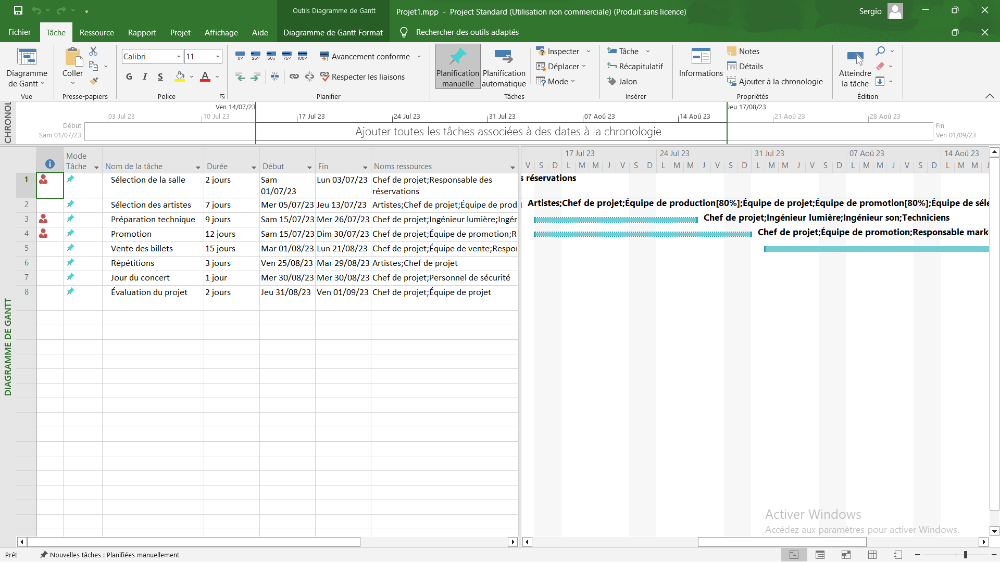 Outils Diagramme de Gantt
Projet1.mpp - Project Standard (Utilisation non commerciale) (Produit sans licence)
Sergio
Fichier
Tâche
Ressource
Rapport
Projet
Affichage
Aide
Diagramme de Gantt Format
Rechercher des outils adaptés
Diagramme de Gantt
Vue
Coller
Presse-papiers
Calibri
11
G I S
A
Police
0% 25% 50% 75% 100%
Avancement conforme
Respecter les liaisons
Planifier
Planification manuelle
Planification automatique
Inspecter
Déplacer
Mode
Tâches
Tâche
Récapitulatif
Jalon
Insérer
Informations
Notes
Détails
Ajouter à la chronologie
Propriétés
Atteindre la tâche
Édition
CHRONOL
Ven 14/07/23
Jeu 17/08/23
03 Jul 23
10 Jul 23
17 Jul 23
24 Jul 23
31 Jul 23
07 Aoû 23
14 Aoû 23
21 Aoû 23
28 Aoû 23
Début
Sam 01/07/23
Ajouter toutes les tâches associées à des dates à la chronologie
Fin
Ven 01/09/23
Mode Tâche
Nom de la tâche
Durée
Début
Fin
Noms ressources
17 Jul 23
24 Jul 23
31 Jul 23
07 Aoû 23
14 Aoû 23
V S D L M M J V S D L M M J V S D L M M J V S D L M M J V S D L M M J
1 Sélection de la salle 2 jours Sam 01/07/23 Lun 03/07/23 Chef de projet;Responsable des réservations
s réservations
2 Sélection des artistes 7 jours Mer 05/07/23 Jeu 13/07/23 Artistes;Chef de projet;Équipe de prod
Artistes;Chef de projet;Équipe de production[80%];Équipe de projet;Équipe de promotion[80%];Équipe de séle
3 Préparation technique 9 jours Sam 15/07/23 Mer 26/07/23 Chef de projet;Ingénieur lumière;Ingér
Chef de projet;Ingénieur lumière;Ingénieur son;Techniciens
4 Promotion 12 jours Sam 15/07/23 Dim 30/07/23 Chef de projet;Équipe de promotion;R
Chef de projet;Équipe de promotion;Responsable mark
5 Vente des billets 15 jours Mar 01/08/23 Lun 21/08/23 Chef de projet;Équipe de vente;Respoi
6 Répétitions 3 jours Ven 25/08/23 Mar 29/08/23 Artistes;Chef de projet
7 Jour du concert 1 jour Mer 30/08/23 Mer 30/08/23 Chef de projet;Personnel de sécurité
8 Évaluation du projet 2 jours Jeu 31/08/23 Ven 01/09/23 Chef de projet;Équipe de projet
DIAGRAMME DE GANTT
Activer Windows
Accédez aux paramètres pour activer Windows.
Prêt
Nouvelles tâches : Planifiées manuellement